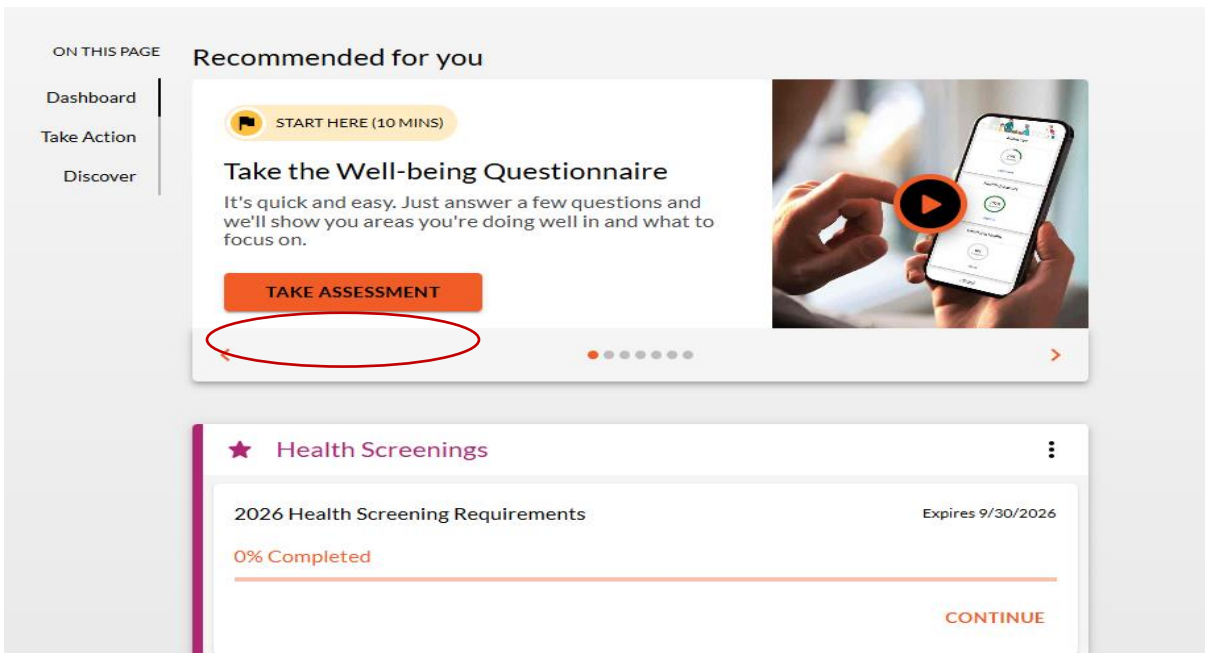 ON THIS PAGE
Dashboard
Take Action
Discover
Recommended for you
START HERE (10 MINS)
Take the Well-being Questionnaire
It's quick and easy. Just answer a few questions and
we'll show you areas you're doing well in and what to
focus on.
TAKE ASSESSMENT
Health Screenings
2026 Health Screening Requirements
Expires 9/30/2026
0% Completed
CONTINUE